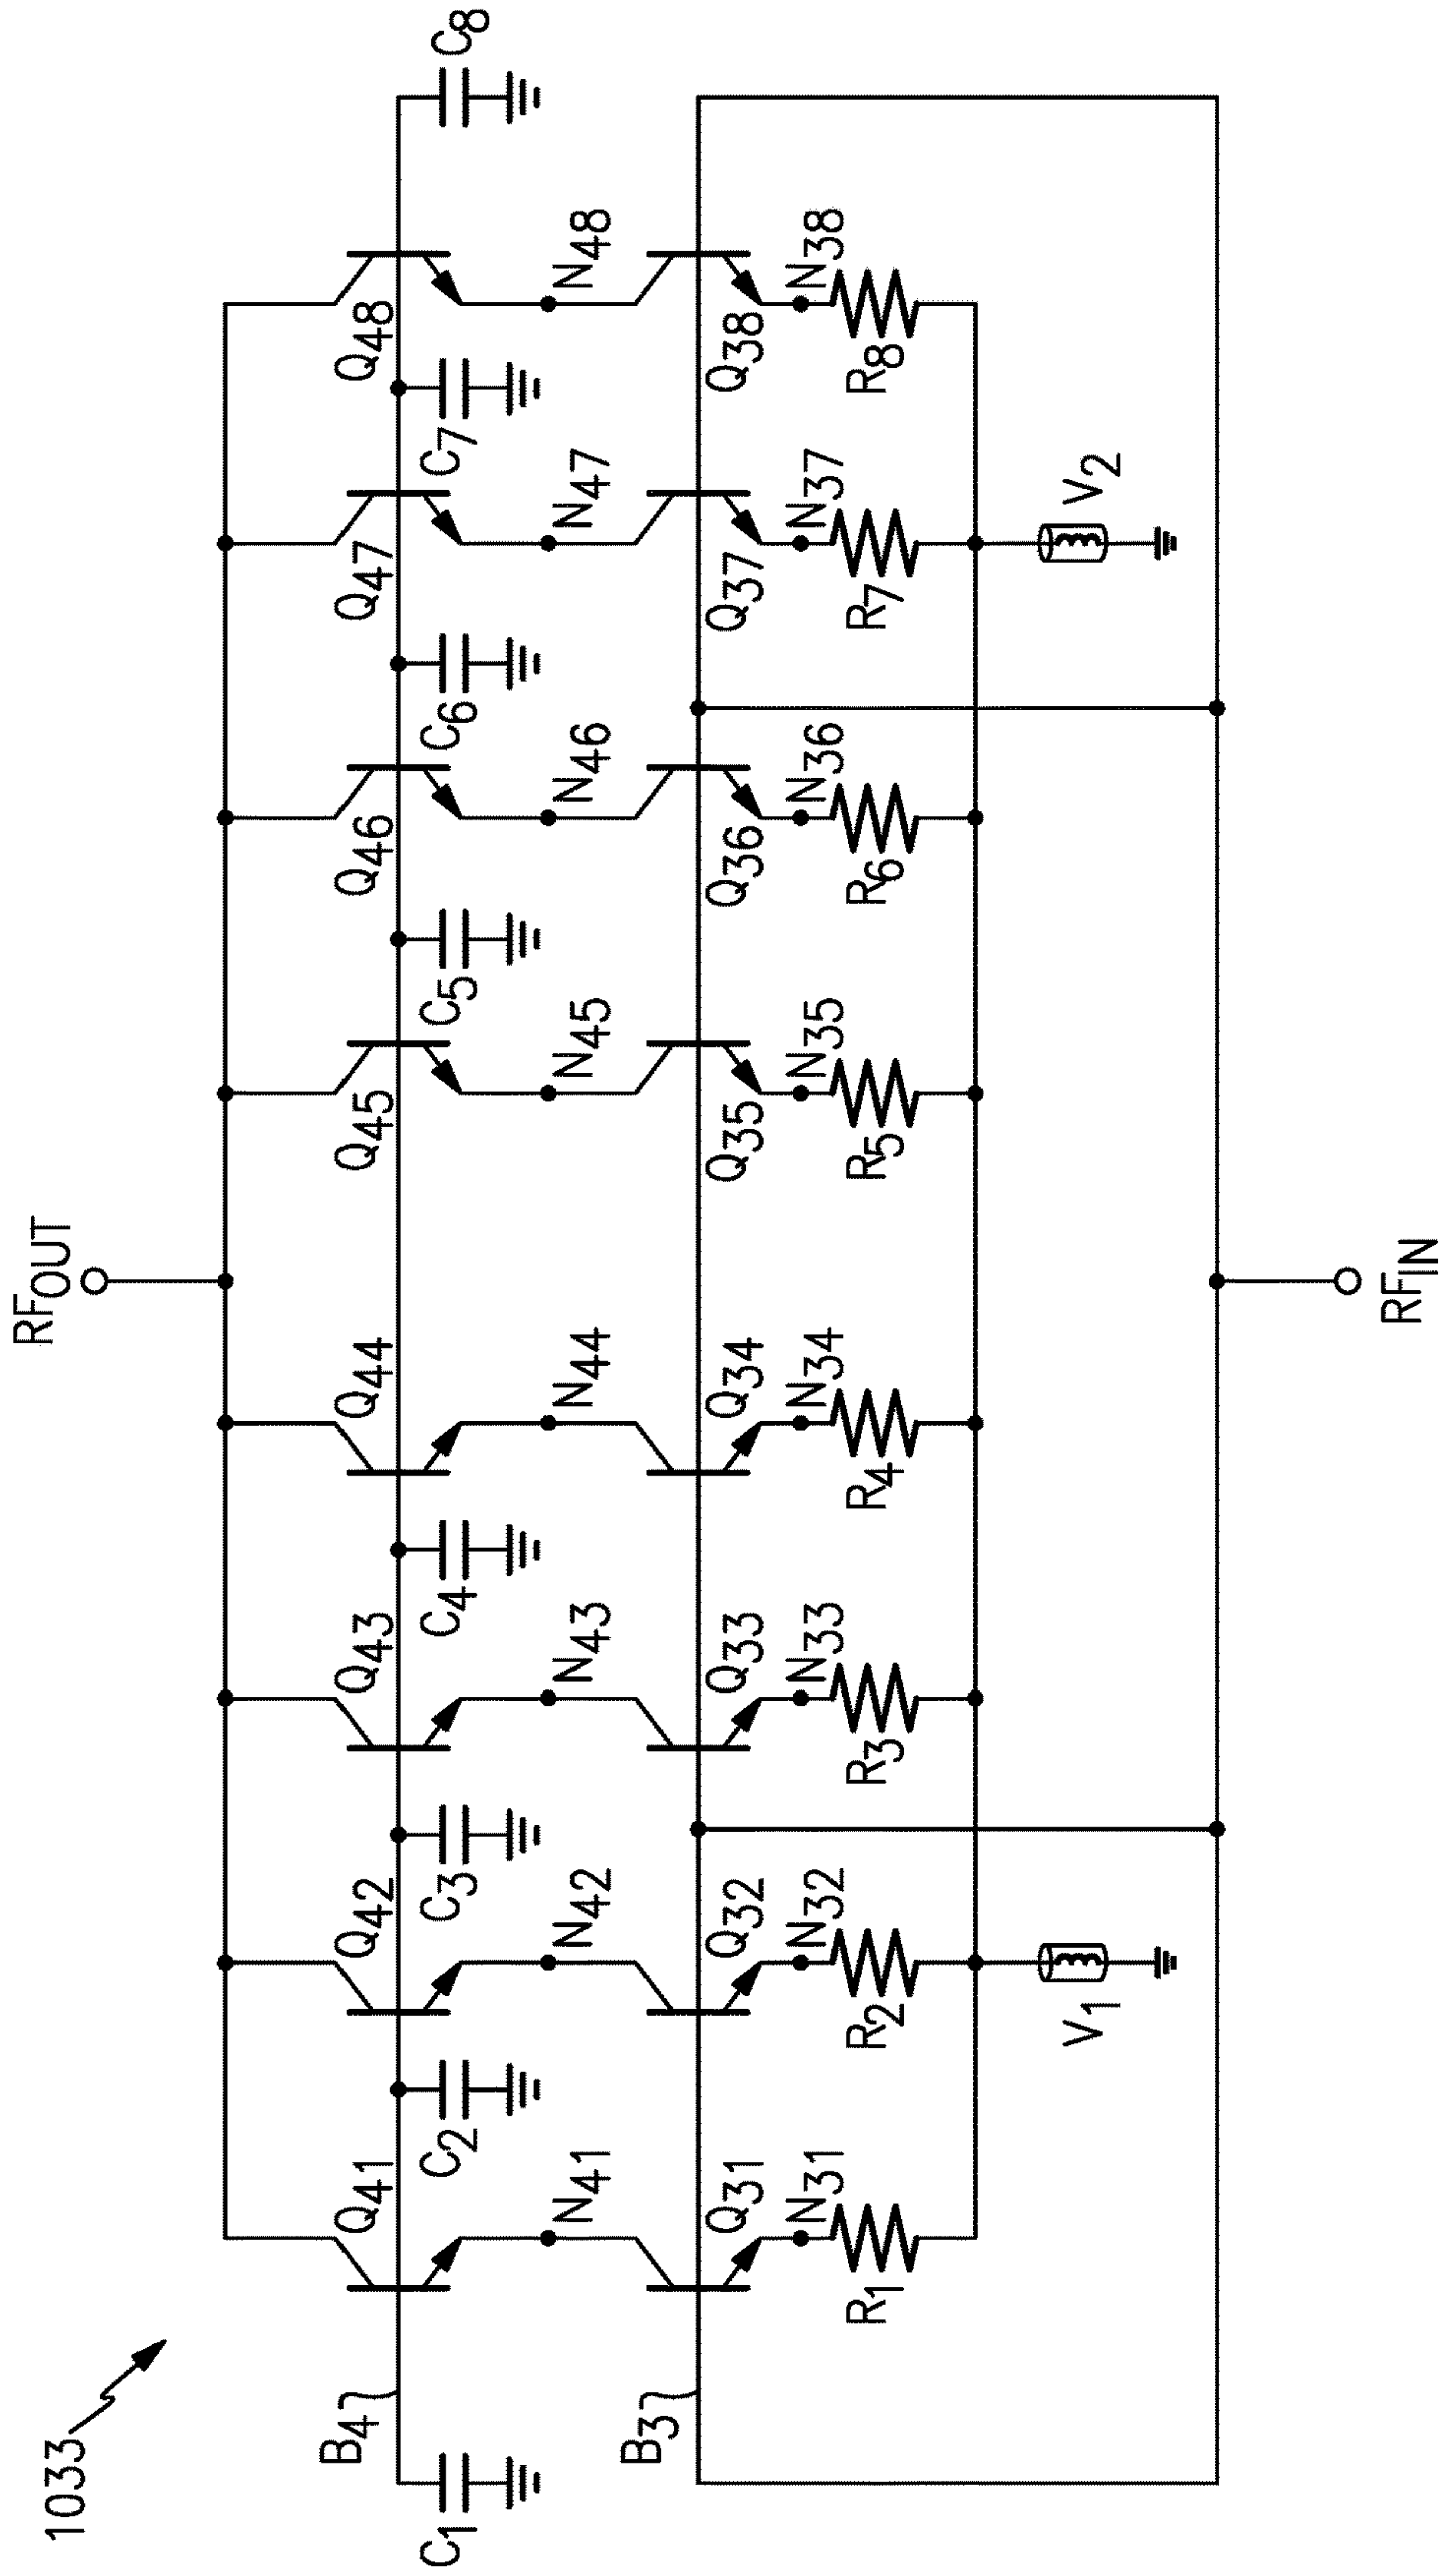 1033
RFOUT
Q41
Q42
Q43
Q44
Q45
Q46
Q47
Q48
B4
C1
C2
C3
C4
C5
C6
C7
C8
N41
N42
N43
N44
N45
N46
N47
N48
B3
Q31
Q32
Q33
Q34
Q35
Q36
Q37
Q38
N31
N32
N33
N34
N35
N36
N37
N38
R1
R2
R3
R4
R5
R6
R7
R8
V1
V2
RFIN